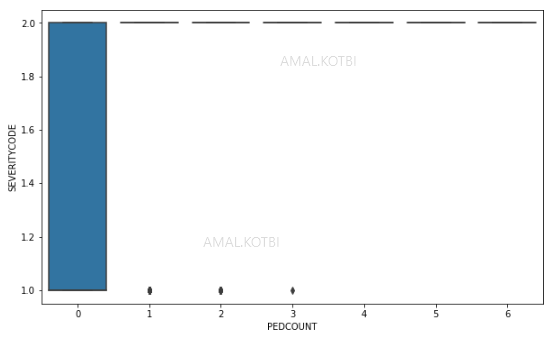 2.0
AMAL.KOTBI
1.8
1.6
SEVERITYCODE
1.4
1.2
AMAL.KOTBI
1.0
0 1 2 3 4 5 6
PEDCOUNT